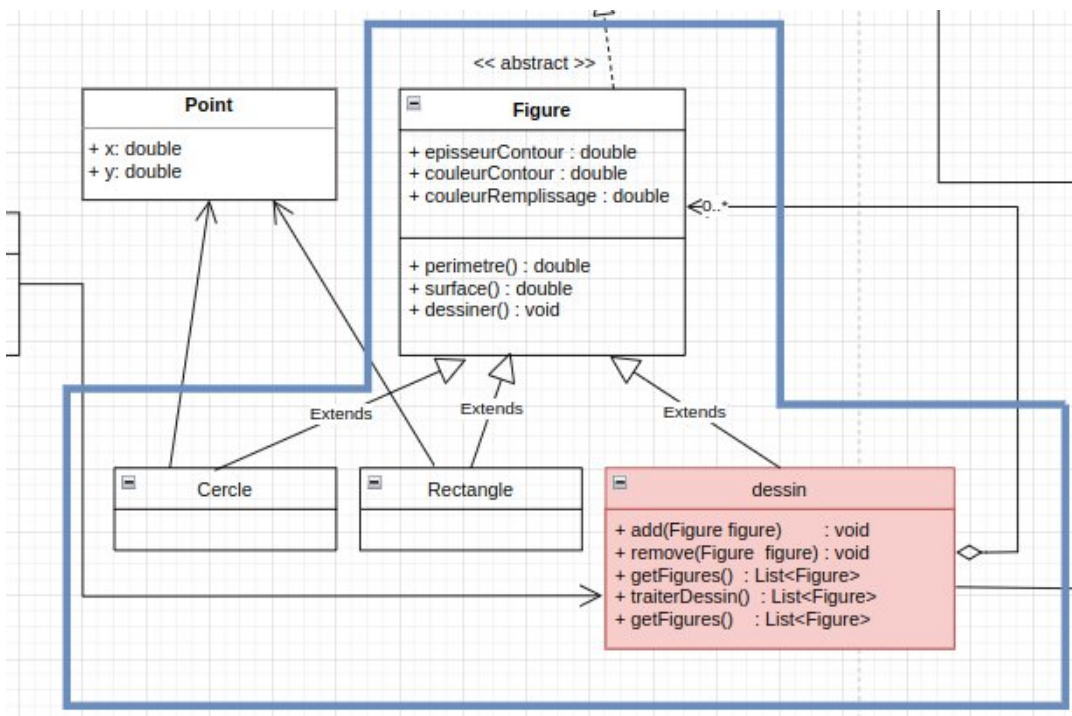 << abstract >>
Point
+ x: double
+ y: double
Figure
+ episseurContour : double
+ couleurContour : double
+ couleurRemplissage : double
+ perimetre() : double
+ surface() : double
+ dessiner() : void
0..*
Extends
Extends
Extends
Cercle
Rectangle
dessin
+ add(Figure figure) : void
+ remove(Figure figure) : void
+ getFigures() : List<Figure>
+ traiterDessin() : List<Figure>
+ getFigures() : List<Figure>